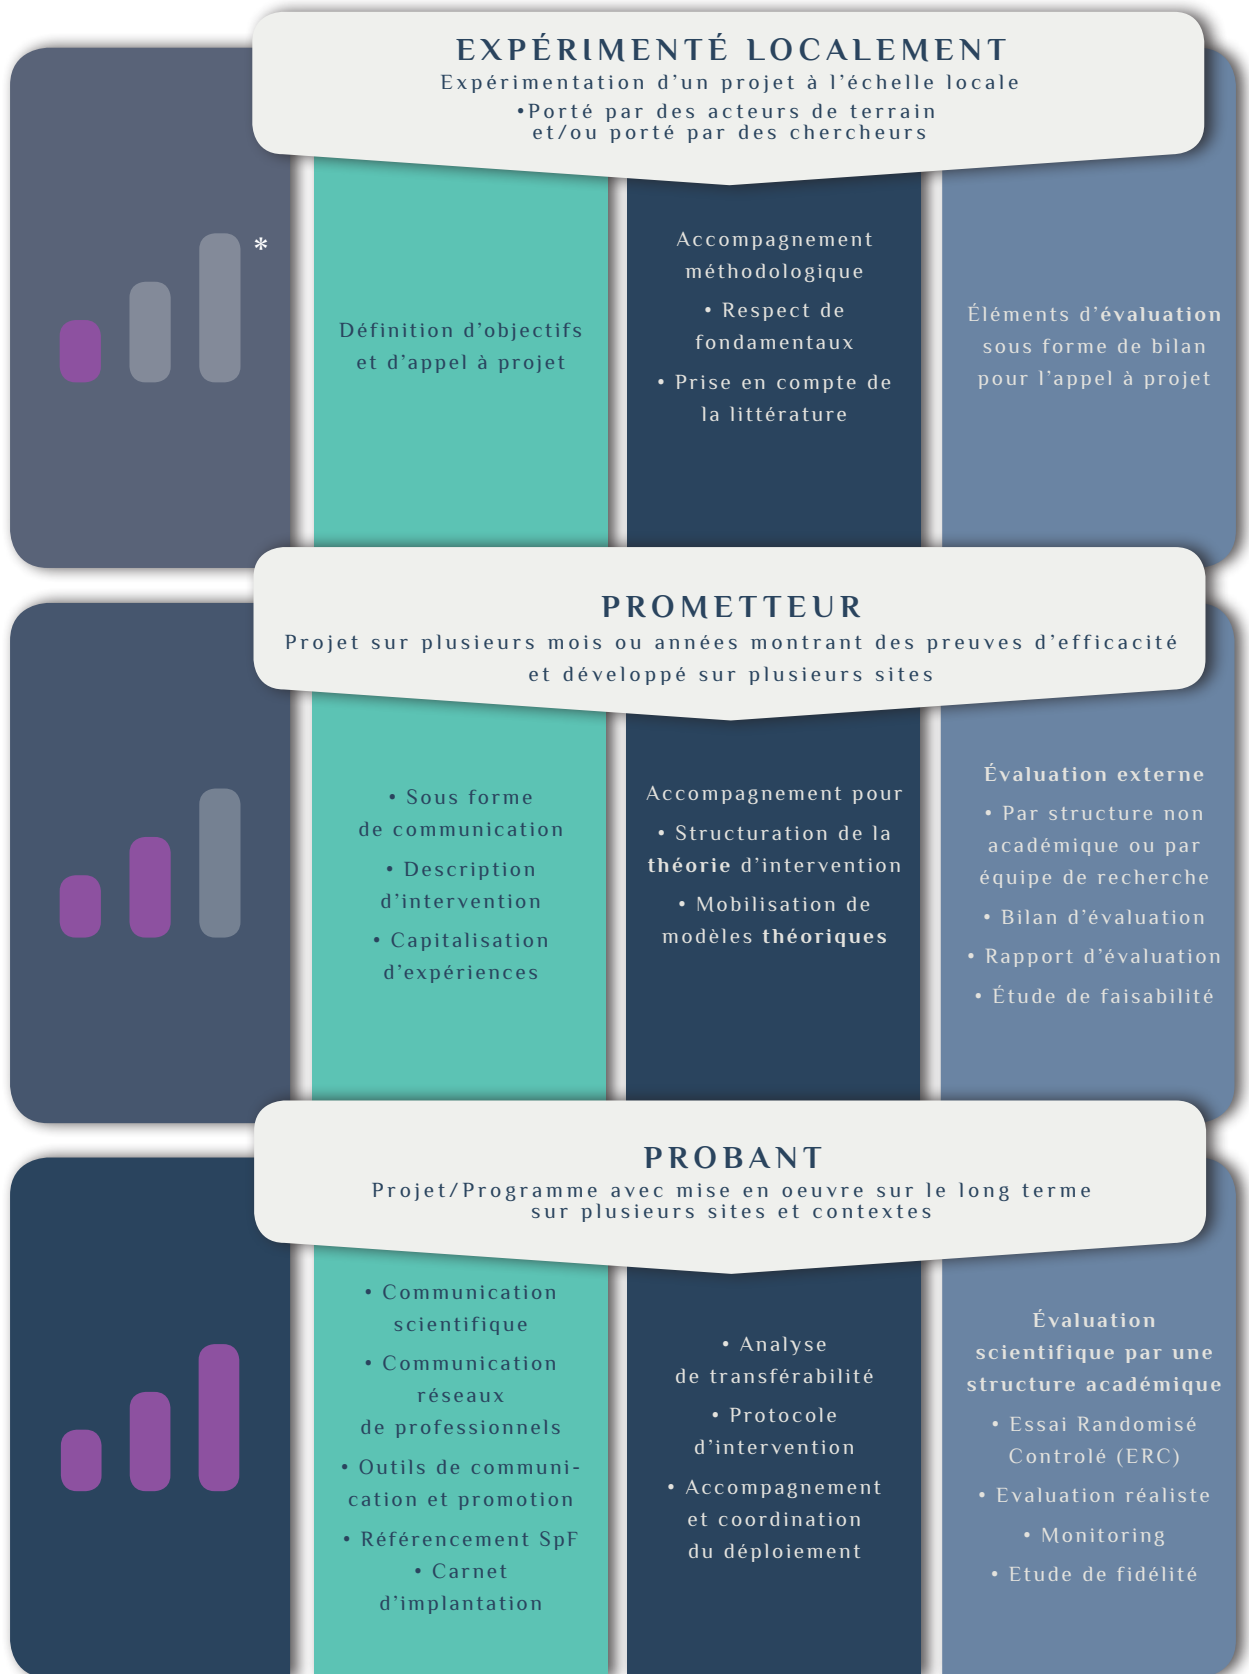 EXPÉRIMENTÉ LOCALEMENT
Expérimentation d'un projet à l'échelle locale
•Porté par des acteurs de terrain
et/ou porté par des chercheurs
*
Définition d'objectifs
et d'appel à projet
Accompagnement
méthodologique
• Respect de
fondamentaux
• Prise en compte de
la littérature
Éléments d'évaluation
sous forme de bilan
pour l'appel à projet
PROMETTEUR
Projet sur plusieurs mois ou années montrant des preuves d'efficacité
et développé sur plusieurs sites
• Sous forme
de communication
• Description
d'intervention
• Capitalisation
d'expériences
Accompagnement pour
• Structuration de la
théorie d'intervention
• Mobilisation de
modèles théoriques
Évaluation externe
• Par structure non
académique ou par
équipe de recherche
• Bilan d'évaluation
• Rapport d'évaluation
• Étude de faisabilité
PROBANT
Projet/Programme avec mise en oeuvre sur le long terme
sur plusieurs sites et contextes
• Communication
scientifique
• Communication
réseaux
de professionnels
• Outils de communi-
cation et promotion
• Référencement SpF
• Carnet
d'implantation
• Analyse
de transférabilité
• Protocole
d'intervention
• Accompagnement
et coordination
du déploiement
Évaluation
scientifique par une
structure académique
• Essai Randomisé
Controlé (ERC)
• Evaluation réaliste
• Monitoring
• Etude de fidélité